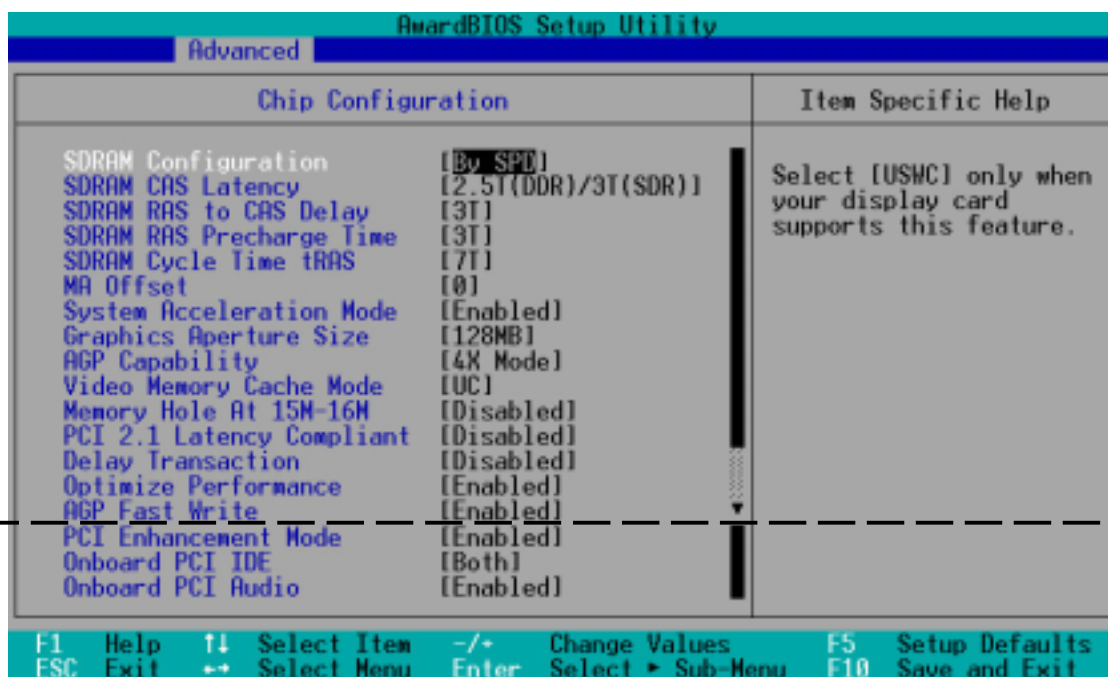 AwardBIOS Setup Utility
Advanced
Chip Configuration
Item Specific Help
SDRAM Configuration [By SPD]
SDRAM CAS Latency [2.5T(DDR)/3T(SDR)]
SDRAM RAS to CAS Delay [3T]
SDRAM RAS Precharge Time [3T]
SDRAM Cycle Time tRAS [7T]
MA Offset [0]
System Acceleration Mode [Enabled]
Graphics Aperture Size [128MB]
AGP Capability [4X Mode]
Video Memory Cache Mode [UC]
Memory Hole At 15M-16M [Disabled]
PCI 2.1 Latency Compliant [Disabled]
Delay Transaction [Disabled]
Optimize Performance [Enabled]
AGP Fast Write [Enabled]
PCI Enhancement Mode [Enabled]
Onboard PCI IDE [Both]
Onboard PCI Audio [Enabled]
Select [USWC] only when
your display card
supports this feature.
F1 Help ↑↓ Select Item -/+ Change Values F5 Setup Defaults
ESC Exit ←→ Select Menu Enter Select ► Sub-Menu F10 Save and Exit